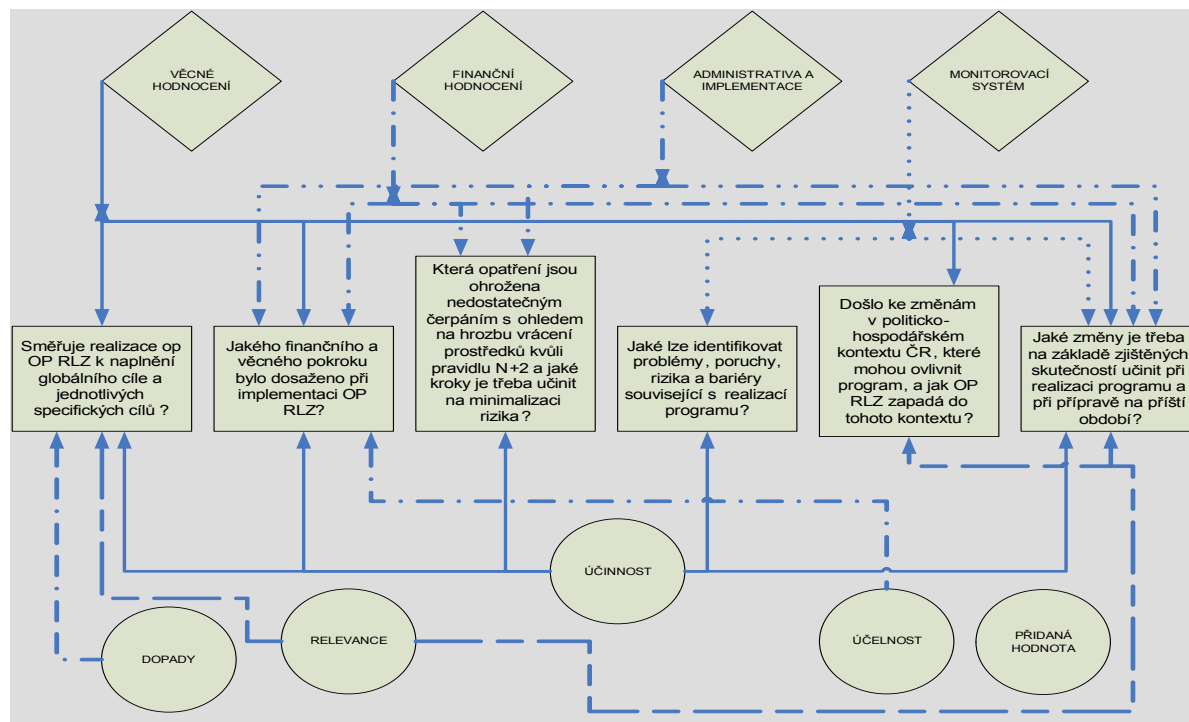 VĚCNÉ
HODNOCENÍ
FINANČNÍ
HODNOCENÍ
ADMINISTRATIVA A
IMPLEMENTACE
MONITOROVACÍ
SYSTÉM
Směřuje realizace op
OP RLZ k naplnění
globálního cíle a
jednotlivých
specifických cílů ?
Jakého finančního a
věcného pokroku
bylo dosaženo při
implementaci OP
RLZ?
Která opatření jsou
ohrožena
nedostatečným
čerpáním s ohledem
na hrozbu vrácení
prostředků kvůli
pravidlu N+2 a jaké
kroky je třeba učinit
na minimalizaci
rizika ?
Jaké lze identifikovat
problémy, poruchy,
rizika a bariéry
související s realizací
programu?
Došlo ke změnám
v politicko-
hospodářském
kontextu ČR, které
mohou ovlivnit
program, a jak OP
RLZ zapadá do
tohoto kontextu?
Jaké změny je třeba
na základě zjištěných
skutečností učinit při
realizaci programu a
při přípravě na příští
období?
ÚČINNOST
DOPADY
RELEVANCE
ÚČELNOST
PŘIDANÁ
HODNOTA